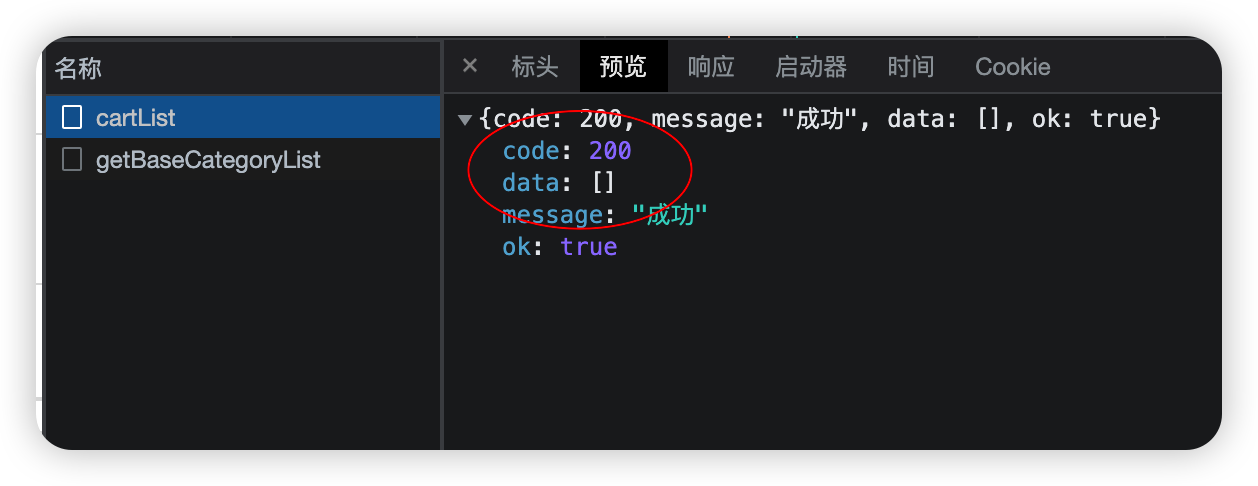 名称
cartList
getBaseCategoryList
× 标头 预览 响应 启动器 时间 Cookie
▼{code: 200, message: "成功", data: [], ok: true}
code: 200
data: []
message: "成功"
ok: true